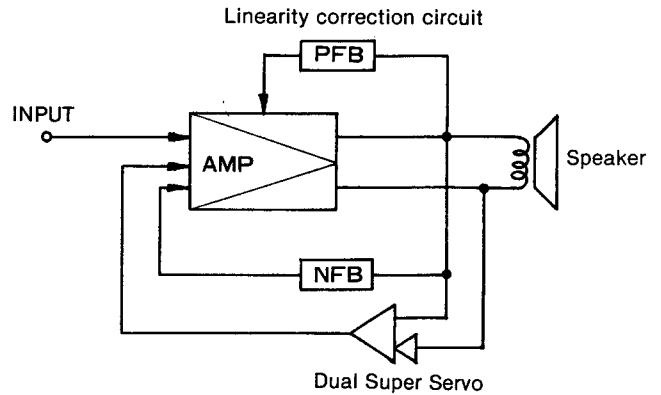 Linearity correction circuit
PFB
INPUT
AMP
Speaker
NFB
Dual Super Servo